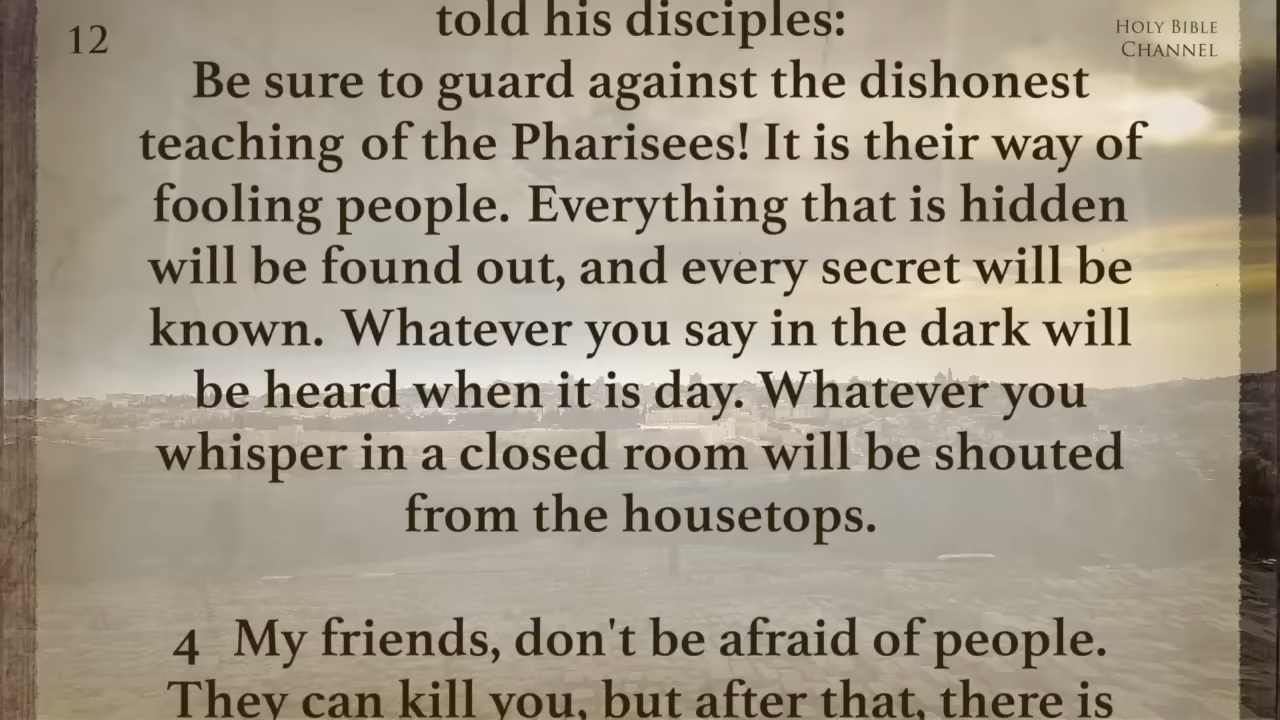 12
HOLY BIBLE
CHANNEL
told his disciples:
Be sure to guard against the dishonest
teaching of the Pharisees! It is their way of
fooling people. Everything that is hidden
will be found out, and every secret will be
known. Whatever you say in the dark will
be heard when it is day. Whatever you
whisper in a closed room will be shouted
from the housetops.
4 My friends, don't be afraid of people.
They can kill you, but after that, there is